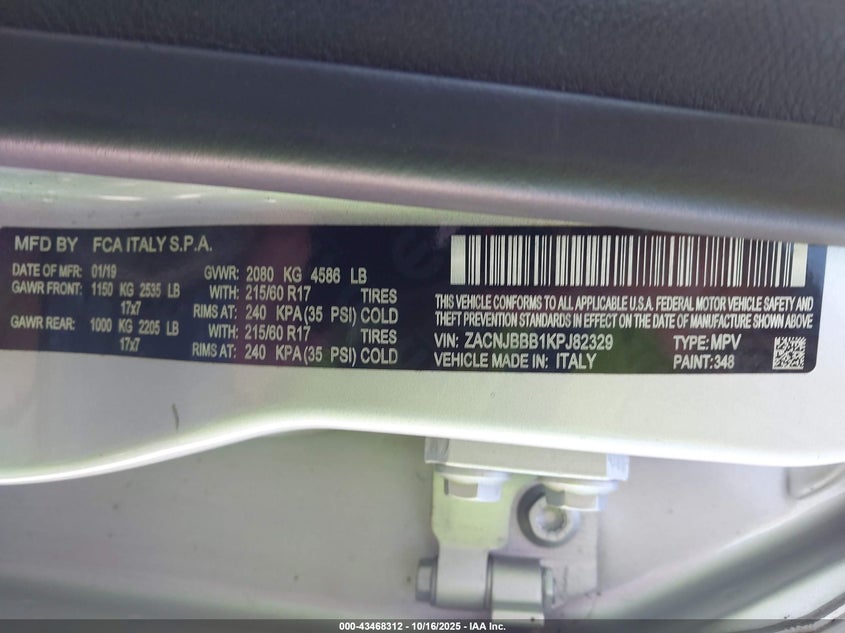 MFD BY FCA ITALY S.P.A.
DATE OF MFR: 01/19 GVWR: 2080 KG 4586 LB
GAWR FRONT: 1150 KG 2535 LB WITH: 215/60 R17 TIRES
17x7 RIMS AT: 240 KPA(35 PSI) COLD
GAWR REAR: 1000 KG 2205 LB WITH: 215/60 R17 TIRES
17x7 RIMS AT: 240 KPA(35 PSI) COLD
THIS VEHICLE CONFORMS TO ALL APPLICABLE U.S.A. FEDERAL MOTOR VEHICLE SAFETY AND
THEFT PREVENTION STANDARDS IN EFFECT ON THE DATE OF MANUFACTURE SHOWN ABOVE
VIN: ZACNJBBB1KPJ82329 TYPE: MPV
VEHICLE MADE IN: ITALY PAINT: 348
000-43468312 - 10/16/2025 - IAA Inc.